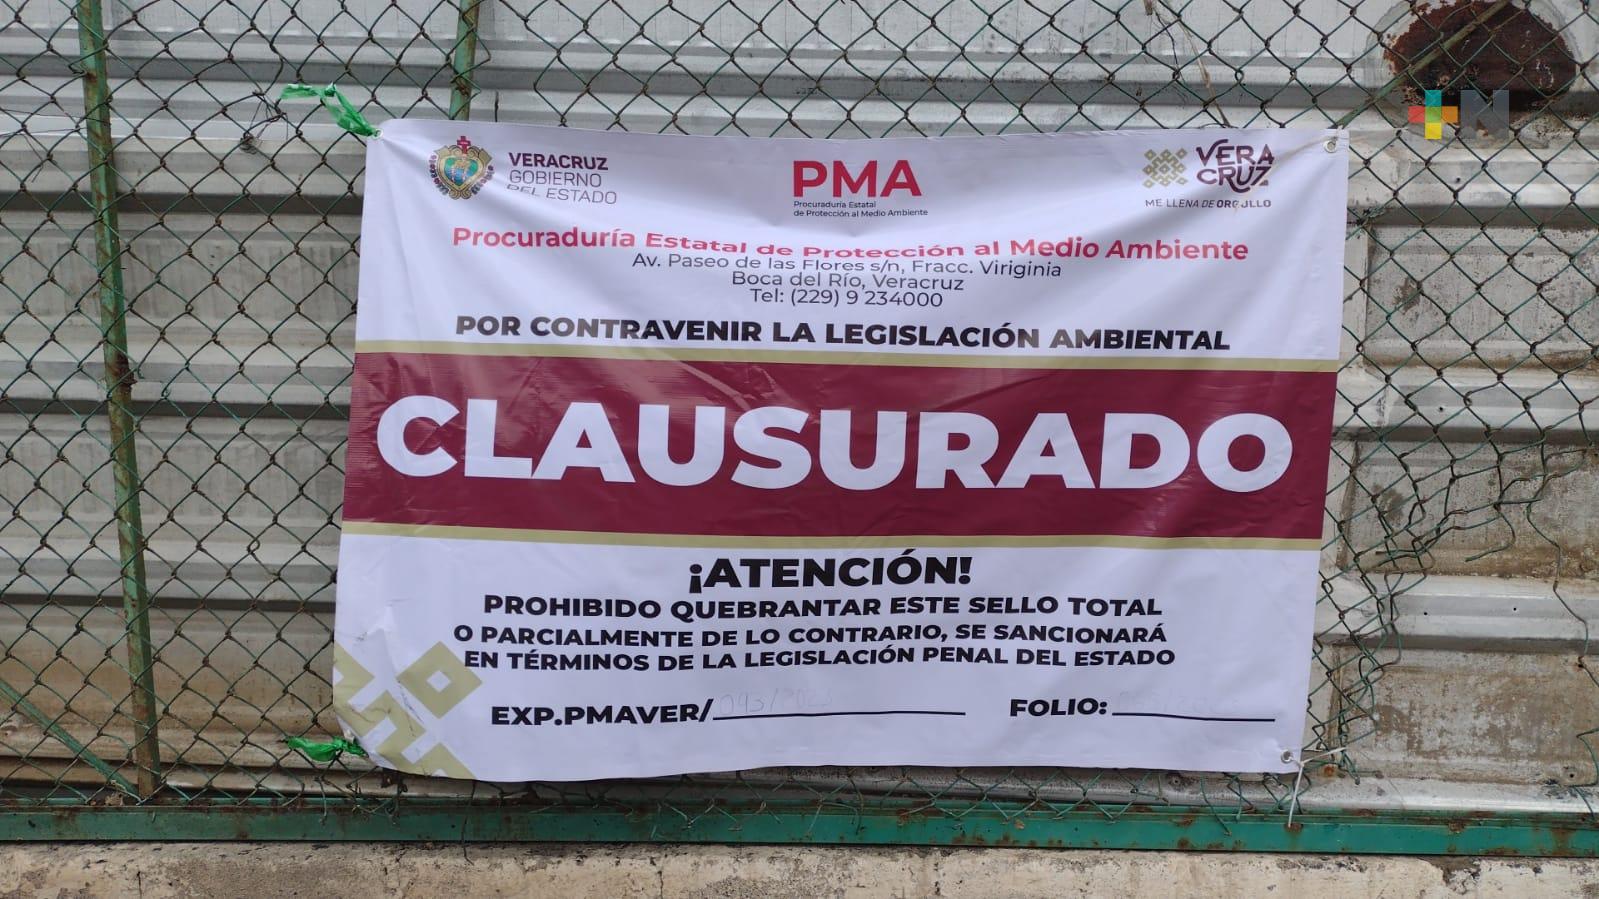 +N
VERACRUZ
GOBIERNO
DEL ESTADO
PMA
Procuraduría Estatal
de Protección al Medio Ambiente
VERA
CRUZ
ME LLENA DE ORGULLO
Procuraduría Estatal de Protección al Medio Ambiente
Av. Paseo de las Flores s/n, Fracc. Viriginia
Boca del Río, Veracruz
Tel: (229) 9 234000
POR CONTRAVENIR LA LEGISLACIÓN AMBIENTAL
CLAUSURADO
¡ATENCIÓN!
PROHIBIDO QUEBRANTAR ESTE SELLO TOTAL
O PARCIALMENTE DE LO CONTRARIO, SE SANCIONARÁ
EN TÉRMINOS DE LA LEGISLACIÓN PENAL DEL ESTADO
EXP.PMAVER/093/2023 FOLIO: